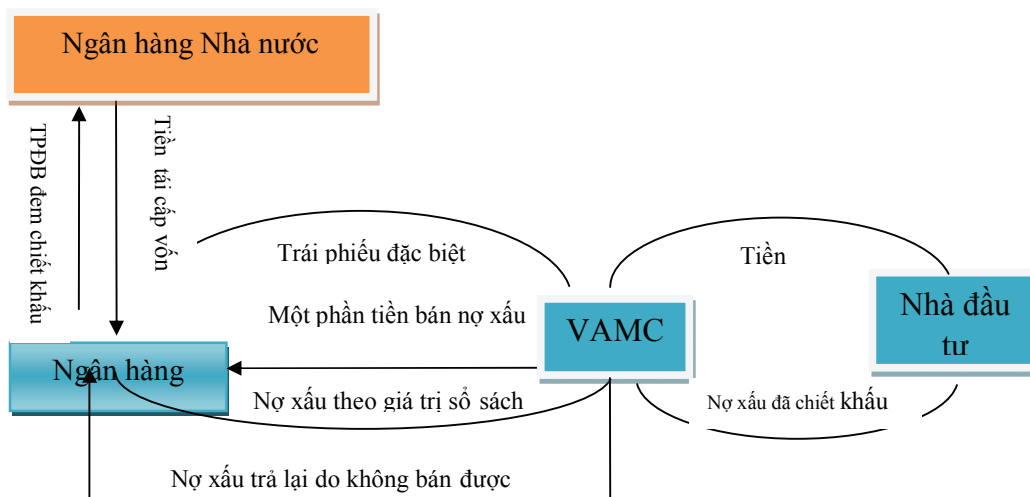 Ngân hàng Nhà nước
TPĐB đem chiết khấu
Tiền tái cấp vốn
Trái phiếu đặc biệt
Tiền
Một phần tiền bán nợ xấu
VAMC
Nhà đầu
tư
Ngân hàng
Nợ xấu theo giá trị sổ sách
Nợ xấu đã chiết khấu
Nợ xấu trả lại do không bán được